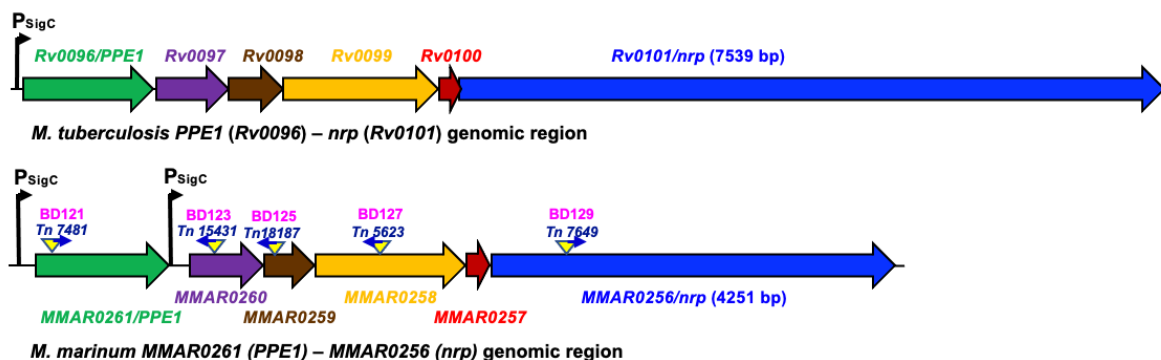 PSigC
Rv0096/PPE1 Rv0097 Rv0098 Rv0099 Rv0100 Rv0101/nrp (7539 bp)
M. tuberculosis PPE1 (Rv0096) – nrp (Rv0101) genomic region
PSigC PSigC
BD121 BD123 BD125 BD127 BD129
Tn 7481 Tn 15431 Tn18187 Tn 5623 Tn 7649
MMAR0260 MMAR0258 MMAR0256/nrp (4251 bp)
MMAR0261/PPE1 MMAR0259 MMAR0257
M. marinum MMAR0261 (PPE1) – MMAR0256 (nrp) genomic region